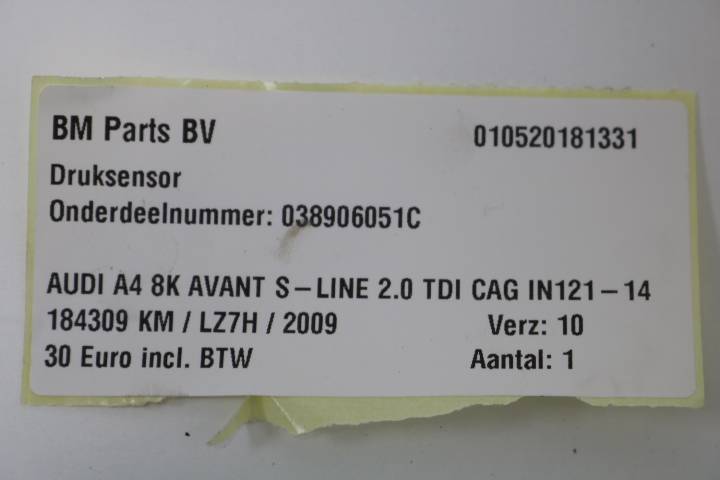 BM Parts BV 010520181331
Druksensor
Onderdeelnummer: 038906051C
AUDI A4 8K AVANT S-LINE 2.0 TDI CAG IN121-14
184309 KM / LZ7H / 2009 Verz: 10
30 Euro incl. BTW Aantal: 1